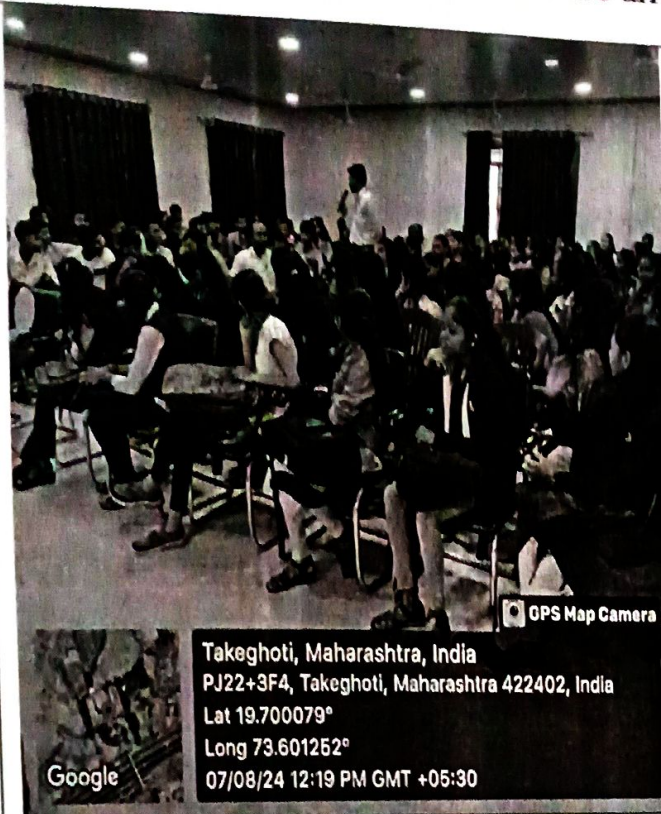 GPS Map Camera
Takeghoti, Maharashtra, India
PJ22+3F4, Takeghoti, Maharashtra 422402, India
Lat 19.700079°
Long 73.601252°
07/08/24 12:19 PM GMT +05:30
Google